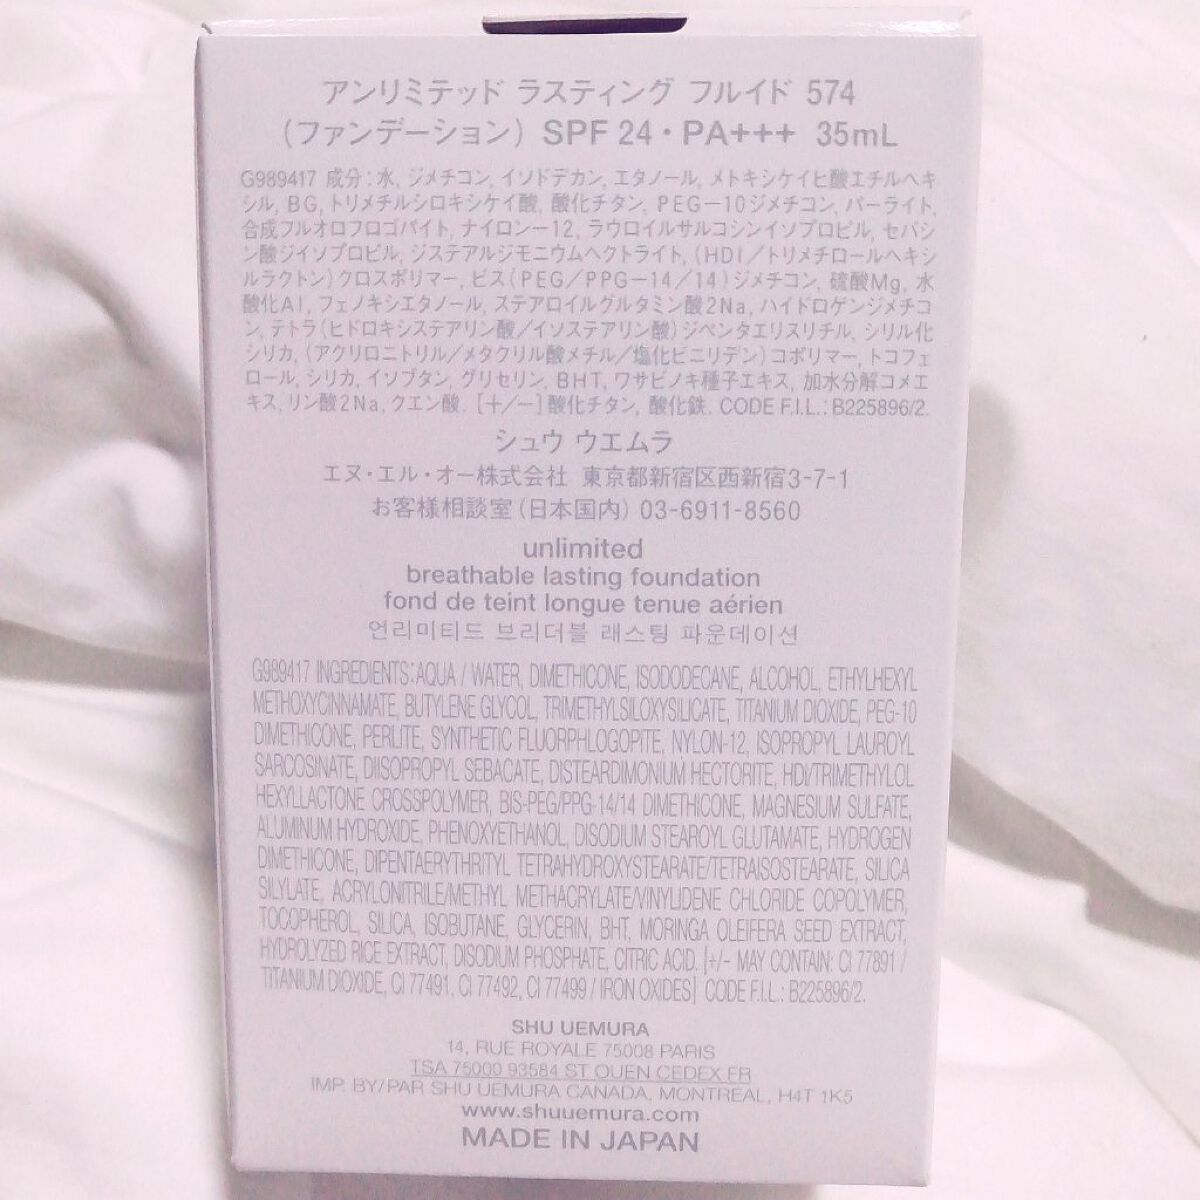 アンリミテッド ラスティング フルイド 574
(ファンデーション) SPF 24・PA+++ 35mL
G989417 成分:水, ジメチコン, イソドデカン, エタノール, メトキシケイヒ酸エチルヘキ
シル, BG, トリメチルシロキシケイ酸, 酸化チタン, PEG-10ジメチコン, パーライト,
合成フルオロフロゴパイト, ナイロン-12, ラウロイルサルコシンイソプロピル, セバシ
ン酸ジイソプロピル, ジステアルジモニウムヘクトライト, (HDI/トリメチロールヘキシ
ルラクトン)クロスポリマー, ビス(PEG/PPG-14/14)ジメチコン, 硫酸Mg, 水
酸化Al, フェノキシエタノール, ステアロイルグルタミン酸2Na, ハイドロゲンジメチコ
ン, テトラ(ヒドロキシステアリン酸/イソステアリン酸)ジペンタエリスリチル, シリル化
シリカ, (アクリロニトリル/メタクリル酸メチル/塩化ビニリデン)コポリマー, トコフェ
ロール, シリカ, イソブタン, グリセリン, BHT, ワサビノキ種子エキス, 加水分解コメエ
キス, リン酸2Na, クエン酸. [+/-]酸化チタン, 酸化鉄. CODE F.I.L.: B225896/2.
シュウ ウエムラ
エヌ・エル・オー株式会社 東京都新宿区西新宿3-7-1
お客様相談室(日本国内) 03-6911-8560
unlimited
breathable lasting foundation
fond de teint longue tenue aérien
언리미티드 브리더블 래스팅 파운데이션
G989417 INGREDIENTS: AQUA / WATER, DIMETHICONE, ISODODECANE, ALCOHOL, ETHYLHEXYL
METHOXYCINNAMATE, BUTYLENE GLYCOL, TRIMETHYLSILOXYSILICATE, TITANIUM DIOXIDE, PEG-10
DIMETHICONE, PERLITE, SYNTHETIC FLUORPHLOGOPITE, NYLON-12, ISOPROPYL LAUROYL
SARCOSINATE, DIISOPROPYL SEBACATE, DISTEARDIMONIUM HECTORITE, HDI/TRIMETHYLOL
HEXYLLACTONE CROSSPOLYMER, BIS-PEG/PPG-14/14 DIMETHICONE, MAGNESIUM SULFATE,
ALUMINUM HYDROXIDE, PHENOXYETHANOL, DISODIUM STEAROYL GLUTAMATE, HYDROGEN
DIMETHICONE, DIPENTAERYTHRITYL TETRAHYDROXYSTEARATE/TETRAISOSTEARATE, SILICA
SILYLATE, ACRYLONITRILE/METHYL METHACRYLATE/VINYLIDENE CHLORIDE COPOLYMER,
TOCOPHEROL, SILICA, ISOBUTANE, GLYCERIN, BHT, MORINGA OLEIFERA SEED EXTRACT,
HYDROLYZED RICE EXTRACT, DISODIUM PHOSPHATE, CITRIC ACID. [+/- MAY CONTAIN: CI 77891 /
TITANIUM DIOXIDE, CI 77491, CI 77492, CI 77499 / IRON OXIDES] CODE F.I.L.: B225896/2.
SHU UEMURA
14, RUE ROYALE 75008 PARIS
TSA 75000 93584 ST OUEN CEDEX FR
IMP. BY/PAR SHU UEMURA CANADA, MONTRÉAL, H4T 1K5
www.shuuemura.com
MADE IN JAPAN